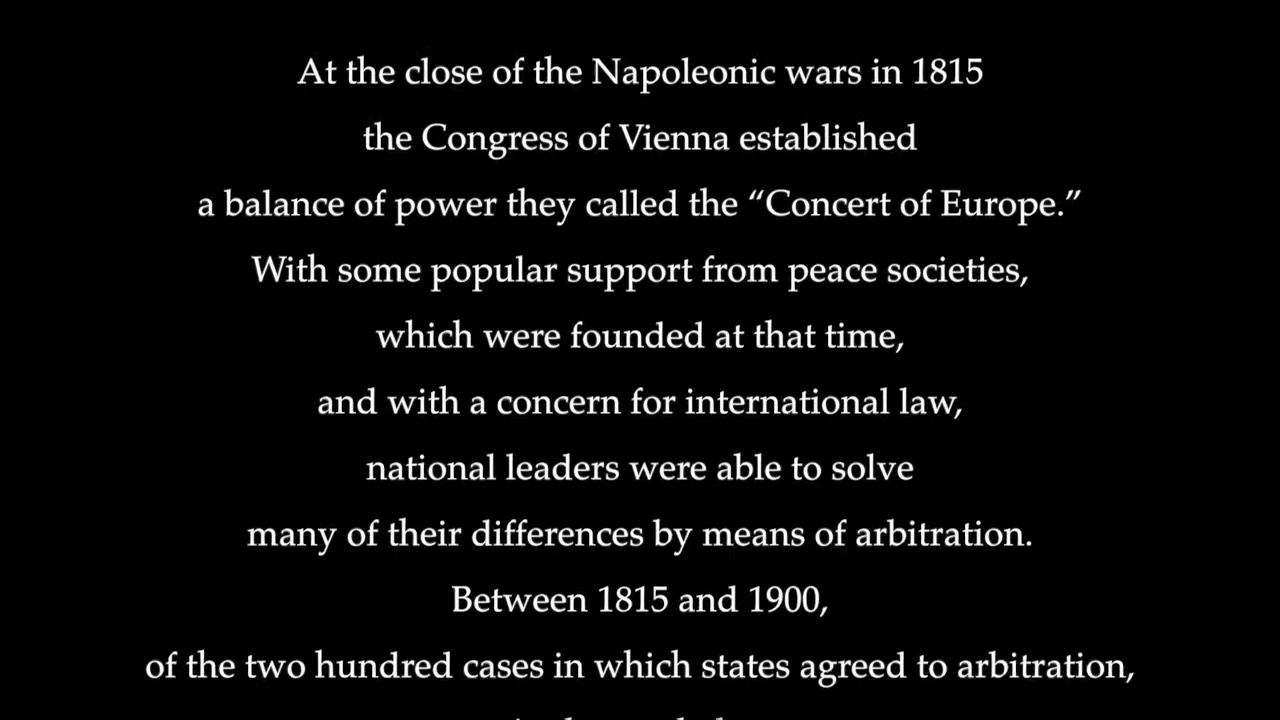 At the close of the Napoleonic wars in 1815
the Congress of Vienna established
a balance of power they called the “Concert of Europe.”
With some popular support from peace societies,
which were founded at that time,
and with a concern for international law,
national leaders were able to solve
many of their differences by means of arbitration.
Between 1815 and 1900,
of the two hundred cases in which states agreed to arbitration,